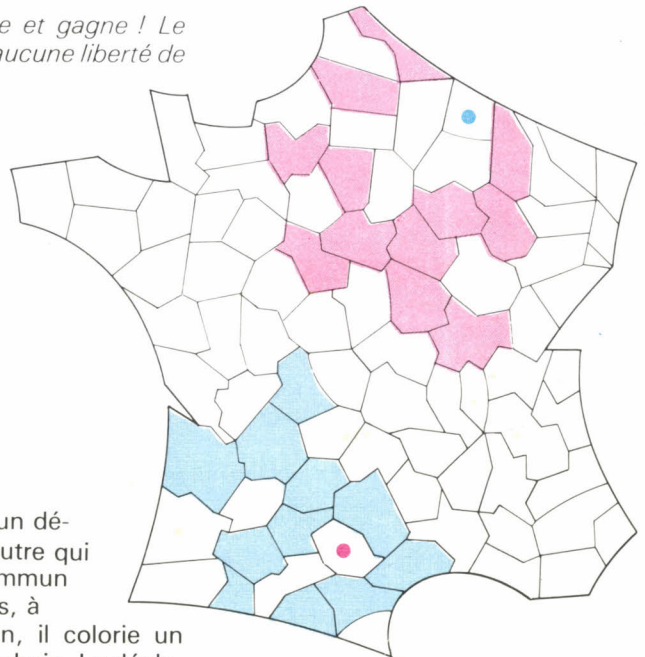 e et gagne ! Le
aucune liberté de
un dé-
utre qui
mmun
s, à
n, il colorie un